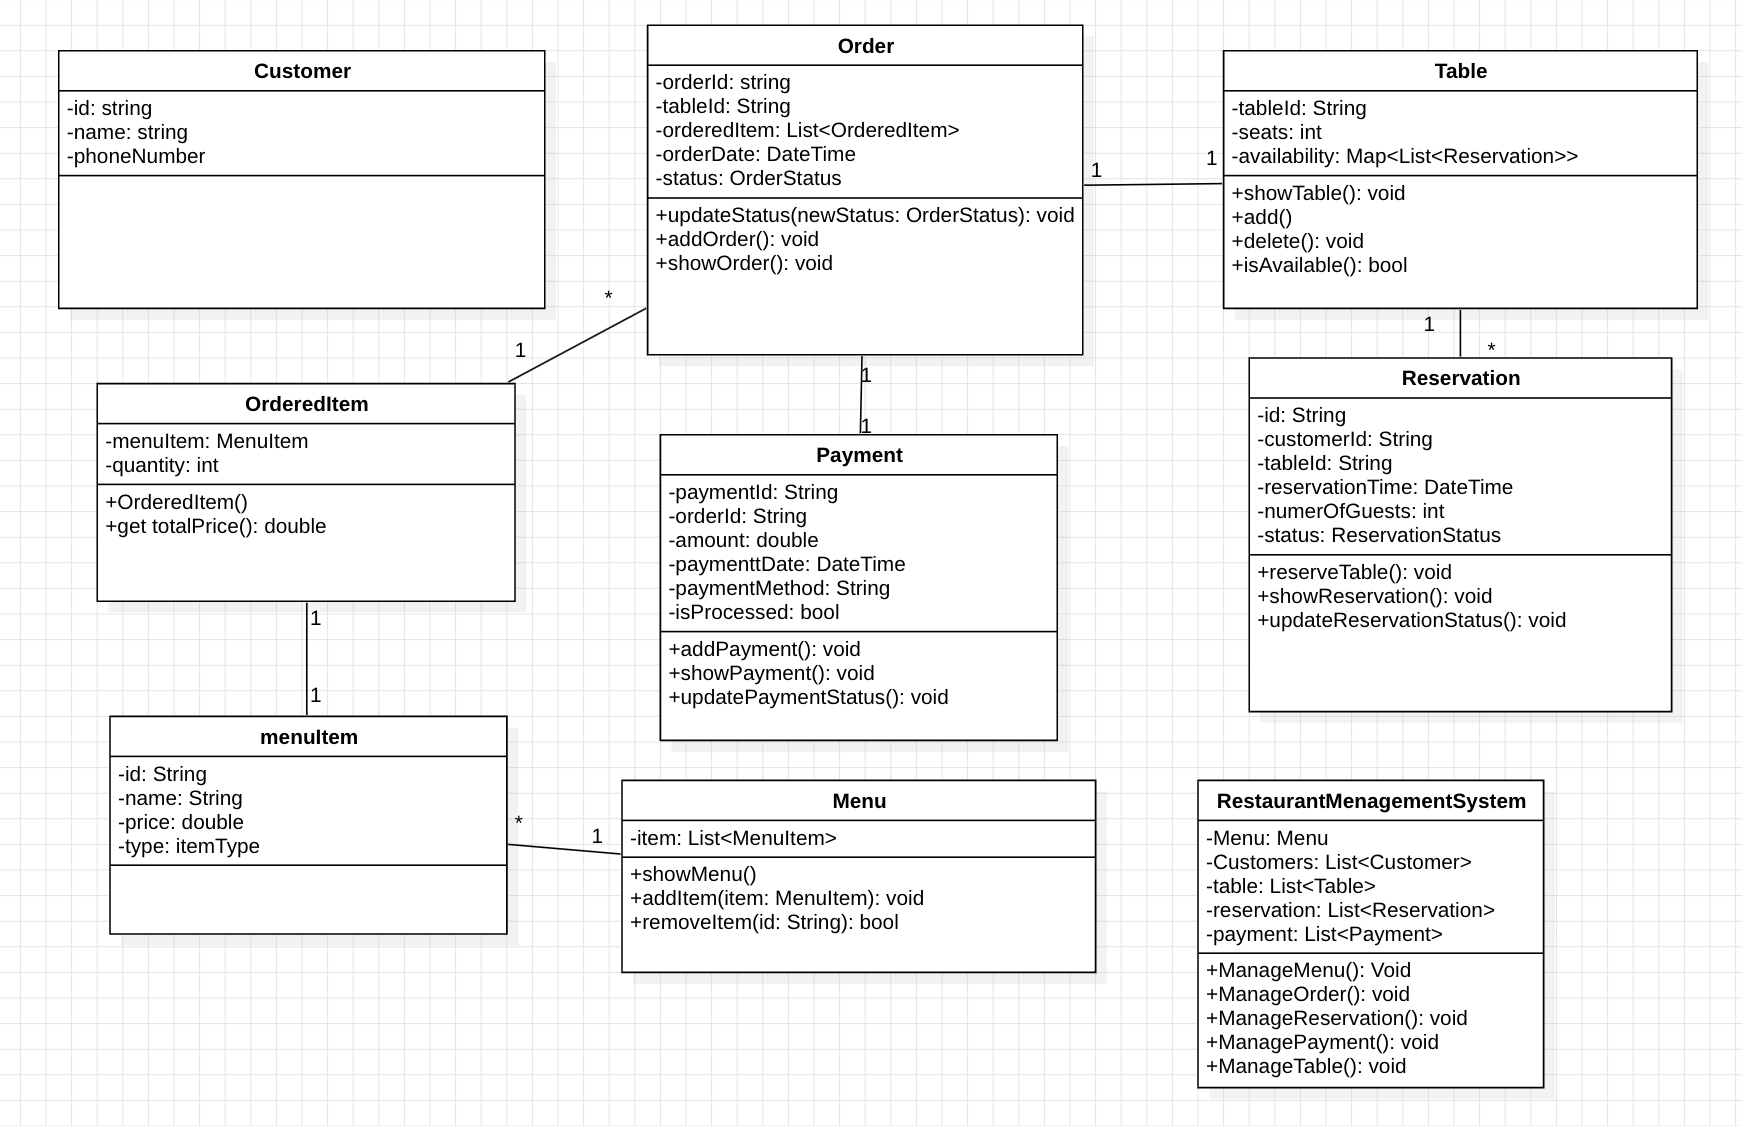 Customer
-id: string
-name: string
-phoneNumber
Order
-orderId: string
-tableId: String
-orderedItem: List<OrderedItem>
-orderDate: DateTime
-status: OrderStatus
+updateStatus(newStatus: OrderStatus): void
+addOrder(): void
+showOrder(): void
Table
-tableId: String
-seats: int
-availability: Map<List<Reservation>>
+showTable(): void
+add()
+delete(): void
+isAvailable(): bool
1
1
*
1
1
1
1
*
OrderedItem
-menuItem: MenuItem
-quantity: int
+OrderedItem()
+get totalPrice(): double
Payment
-paymentId: String
-orderId: String
-amount: double
-paymenttDate: DateTime
-paymentMethod: String
-isProcessed: bool
+addPayment(): void
+showPayment(): void
+updatePaymentStatus(): void
Reservation
-id: String
-customerId: String
-tableId: String
-reservationTime: DateTime
-numerOfGuests: int
-status: ReservationStatus
+reserveTable(): void
+showReservation(): void
+updateReservationStatus(): void
1
1
menuItem
-id: String
-name: String
-price: double
-type: itemType
*
1
Menu
-item: List<MenuItem>
+showMenu()
+addItem(item: MenuItem): void
+removeItem(id: String): bool
RestaurantMenagementSystem
-Menu: Menu
-Customers: List<Customer>
-table: List<Table>
-reservation: List<Reservation>
-payment: List<Payment>
+ManageMenu(): Void
+ManageOrder(): void
+ManageReservation(): void
+ManagePayment(): void
+ManageTable(): void